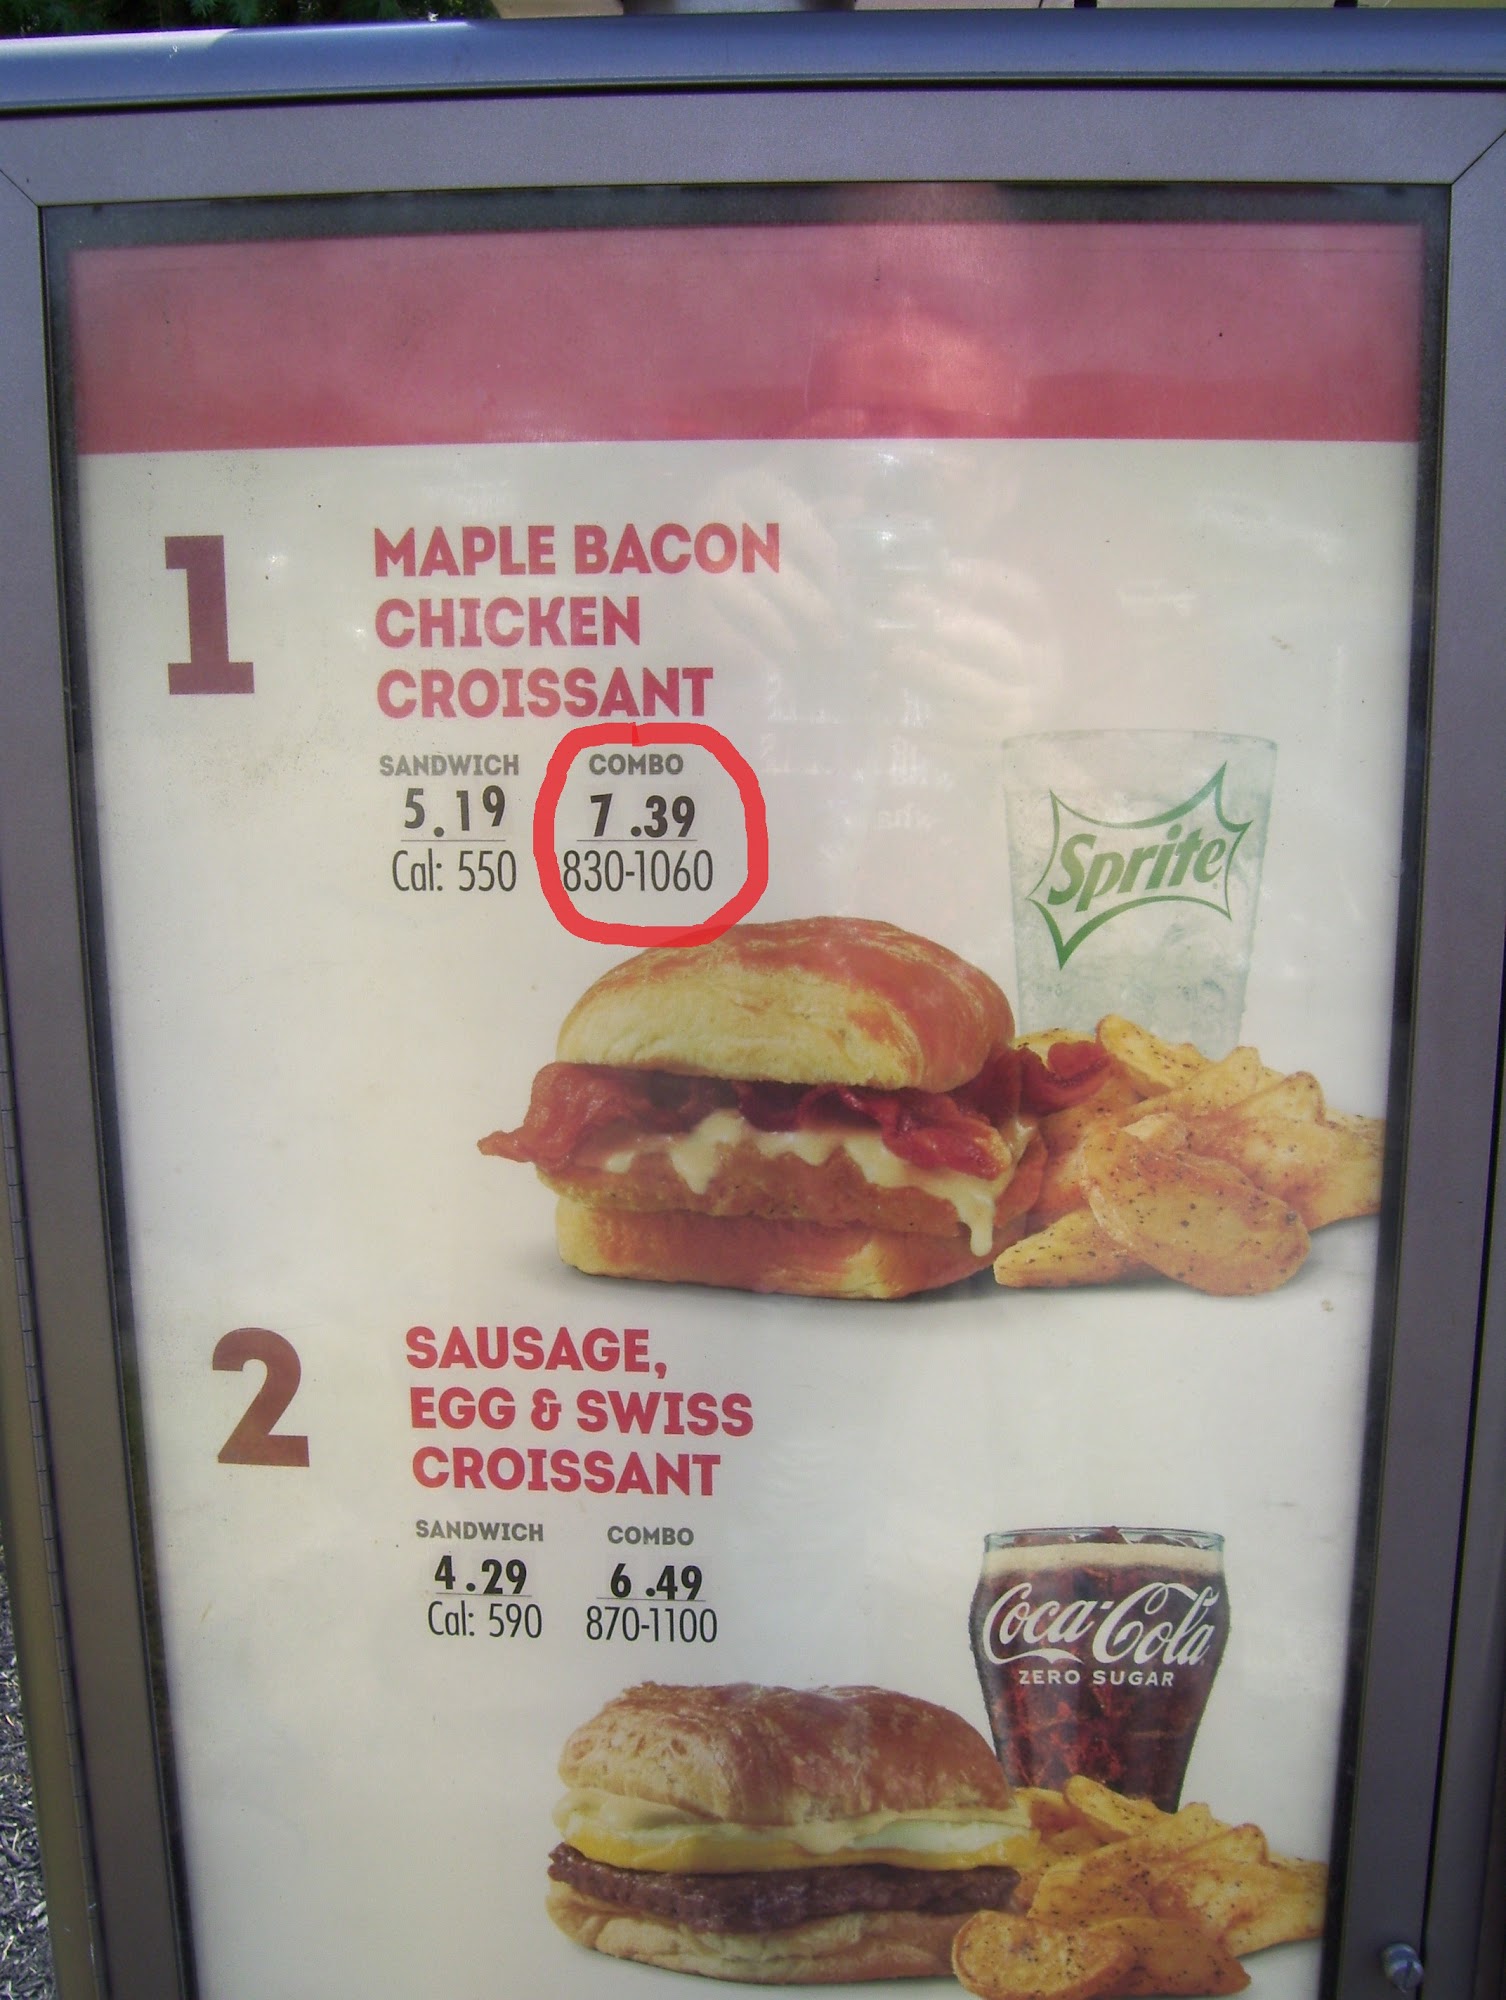 1
MAPLE BACON
CHICKEN
CROISSANT
SANDWICH COMBO
5.19 7.39
Cal: 550 830-1060
Sprite
2
SAUSAGE,
EGG & SWISS
CROISSANT
SANDWICH COMBO
4.29 6.49
Cal: 590 870-1100
Coca-Cola
ZERO SUGAR